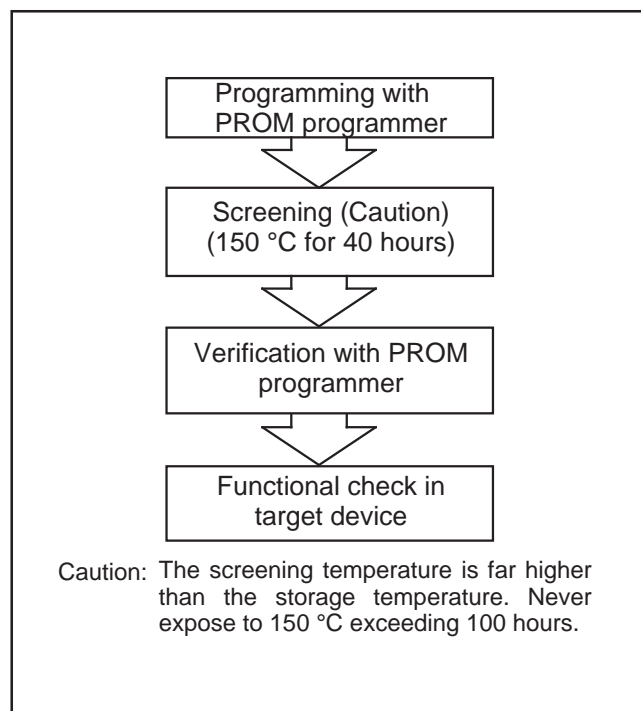 Programming with
PROM programmer
Screening (Caution)
(150 °C for 40 hours)
Verification with PROM
programmer
Functional check in
target device
Caution: The screening temperature is far higher
than the storage temperature. Never
expose to 150 °C exceeding 100 hours.